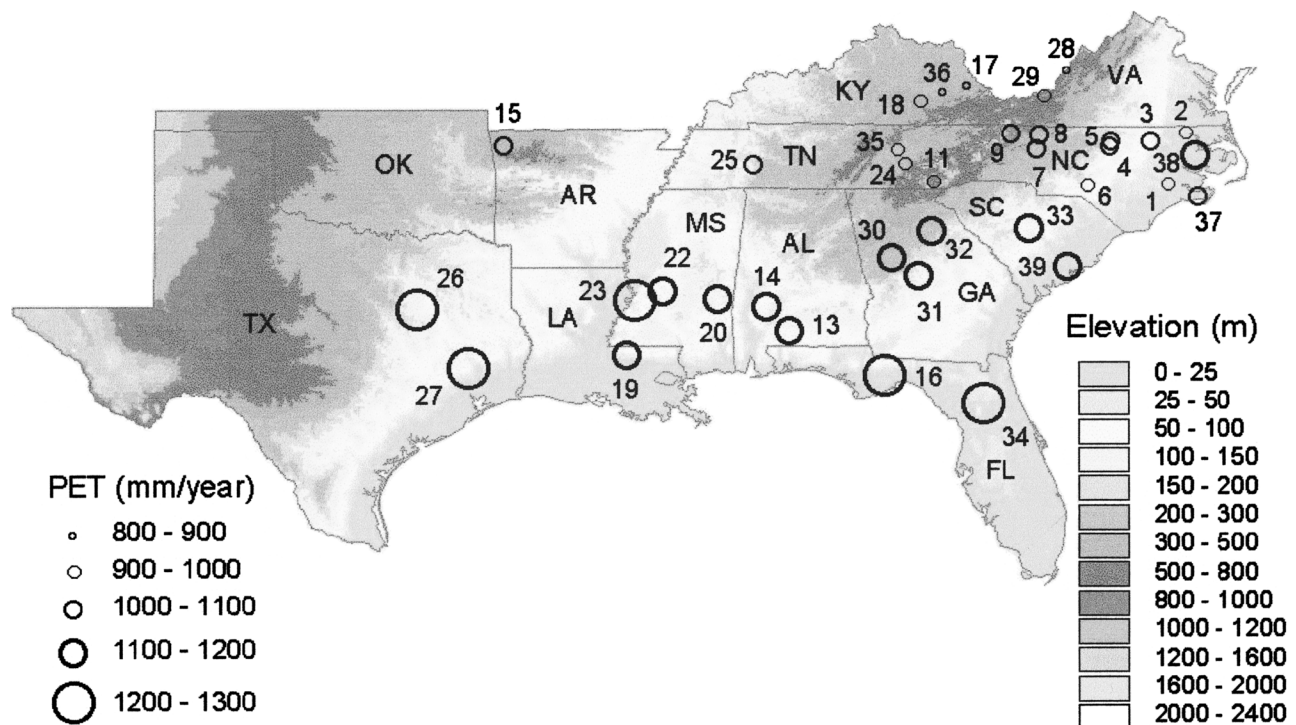 28
17
36
29
VA
KY
18
15
3
2
8
5
35
9
OK
TN
25
11
NC
4
38
24
7
AR
6
1
37
SC
33
MS
30
AL
32
22
14
39
26
23
GA
31
TX
LA
20
13
Elevation (m)
27
19
16
0 - 25
25 - 50
34
50 - 100
100 - 150
FL
PET (mm/year)
150 - 200
200 - 300
800 - 900
300 - 500
900 - 1000
500 - 800
1000 - 1100
800 - 1000
1000 - 1200
1100 - 1200
1200 - 1600
1600 - 2000
1200 - 1300
2000 - 2400